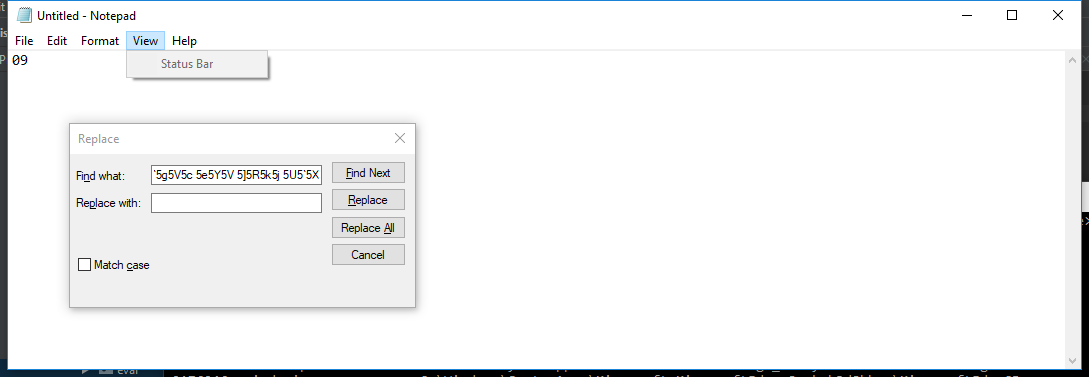 Untitled - Notepad
File Edit Format View Help
09
Status Bar
Replace
Find what: `5g5V5c 5e5Y5V 5]5R5k5j 5U5`5X Find Next
Replace with: Replace
Replace All
Cancel
Match case
eval